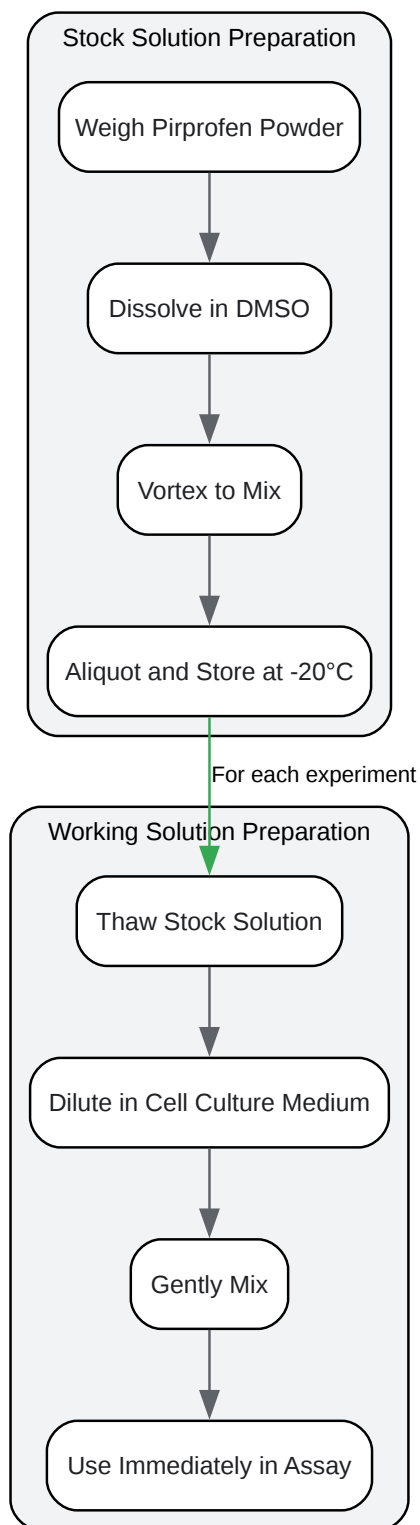 Stock Solution Preparation
Weigh Pirprofen Powder
Dissolve in DMSO
Vortex to Mix
Aliquot and Store at -20°C
For each experiment
Working Solution Preparation
Thaw Stock Solution
Dilute in Cell Culture Medium
Gently Mix
Use Immediately in Assay